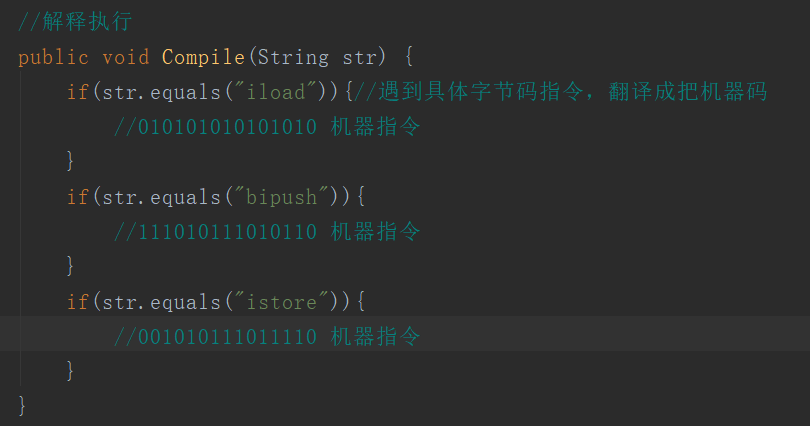 //解释执行
public void Compile(String str) {
if(str.equals("iload")){//遇到具体字节码指令，翻译成把机器码
//010101010101010 机器指令
}
if(str.equals("bipush")){
//111010111010110 机器指令
}
if(str.equals("istore")){
//001010111011110 机器指令
}
}